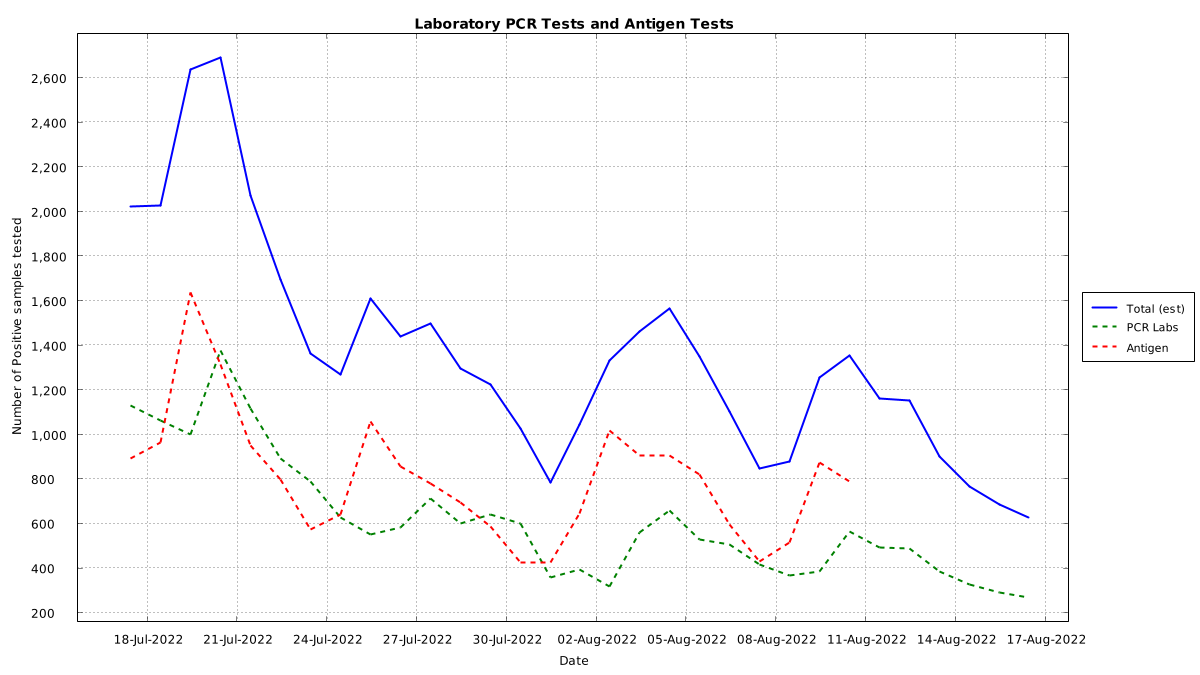 Laboratory PCR Tests and Antigen Tests
2,600
2,400
2,200
2,000
1,800
1,600
1,400
1,200
1,000
800
600
400
200
Number of Positive samples tested
18-Jul-2022 21-Jul-2022 24-Jul-2022 27-Jul-2022 30-Jul-2022 02-Aug-2022 05-Aug-2022 08-Aug-2022 11-Aug-2022 14-Aug-2022 17-Aug-2022
Date
Total (est)
PCR Labs
Antigen